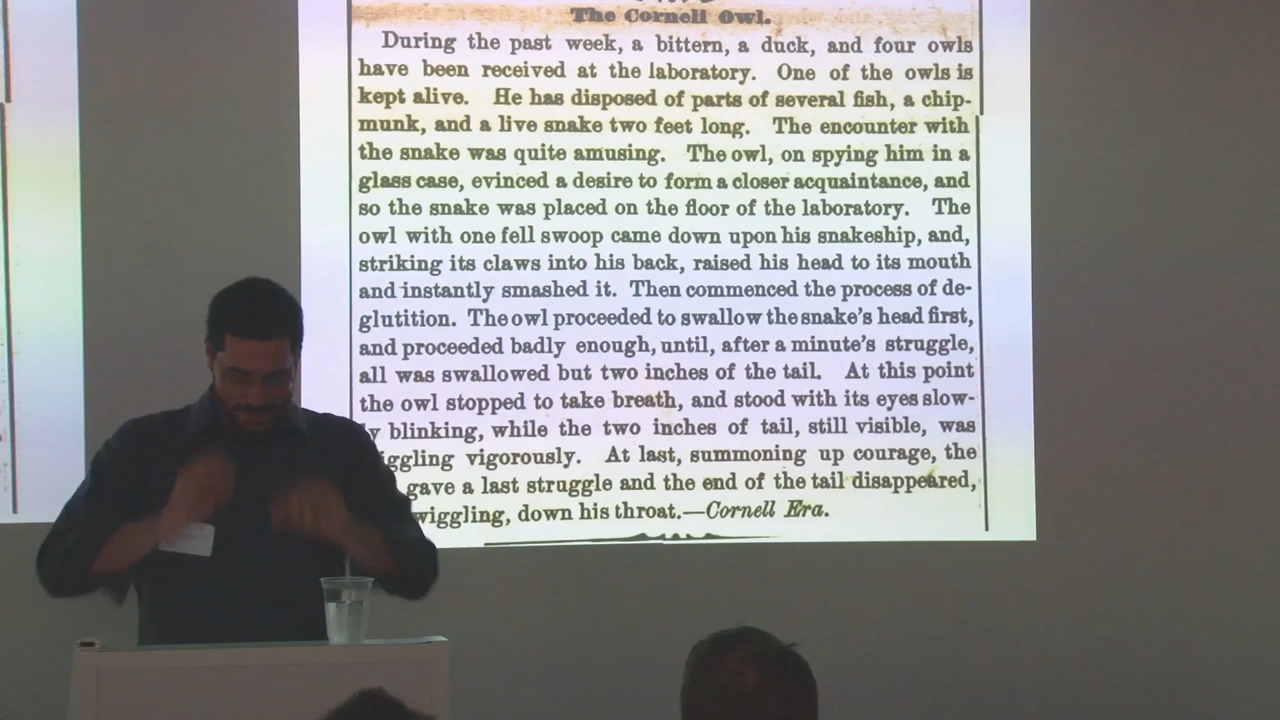 The Cornell Owl.
During the past week, a bittern, a duck, and four owls
have been received at the laboratory. One of the owls is
kept alive. He has disposed of parts of several fish, a chip-
munk, and a live snake two feet long. The encounter with
the snake was quite amusing. The owl, on spying him in a
glass case, evinced a desire to form a closer acquaintance, and
so the snake was placed on the floor of the laboratory. The
owl with one fell swoop came down upon his snakeship, and,
striking its claws into his back, raised his head to its mouth
and instantly smashed it. Then commenced the process of de-
glutition. The owl proceeded to swallow the snake's head first,
and proceeded badly enough, until, after a minute's struggle,
all was swallowed but two inches of the tail. At this point
the owl stopped to take breath, and stood with its eyes slow-
ly blinking, while the two inches of tail, still visible, was
iggling vigorously. At last, summoning up courage, the
gave a last struggle and the end of the tail disappeared,
wiggling, down his throat.—Cornell Era.